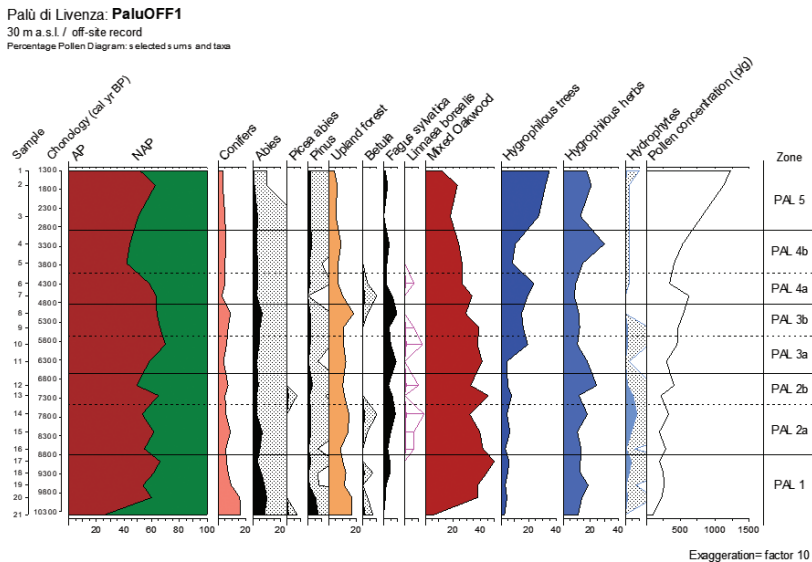 Palù di Livenza: PaluOFF1
30 m a.s.l. / off-site record
Percentage Pollen Diagram: selected sums and taxa
Sample
Chonology (cal yr BP)
AP
NAP
Conifers
Abies
Picea abies
Pinus
Upland forest
Betula
Fagus sylvatica
Linnaea borealis
Mixed Oakwood
Hygrophilous trees
Hygrophilous herbs
Hydrophytes
Pollen concentration (p/g)
Zone
1
2
3
4
5
6
7
8
9
10
11
12
13
14
15
16
17
18
19
20
21
1300
1800
2300
2800
3300
3800
4300
4800
5300
5800
6300
6800
7300
7800
8300
8800
9300
9800
10300
PAL 5
PAL 4b
PAL 4a
PAL 3b
PAL 3a
PAL 2b
PAL 2a
PAL 1
20 40 60 80 100 20 20 20 20 40 20 40 20 40 500 1000 1500
Exaggeration= factor 10